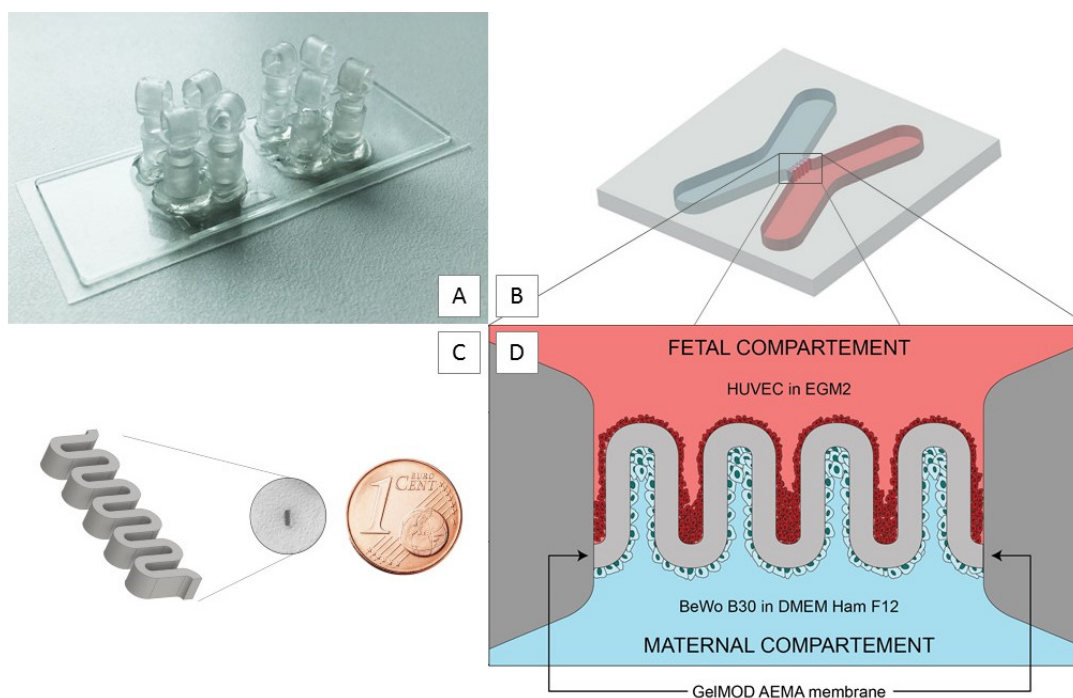 A
B
C
D
1
EURO
CENT
FETAL COMPARTEMENT
HUVEC in EGM2
BeWo B30 in DMEM Ham F12
MATERNAL COMPARTEMENT
GelMOD AEMA membrane